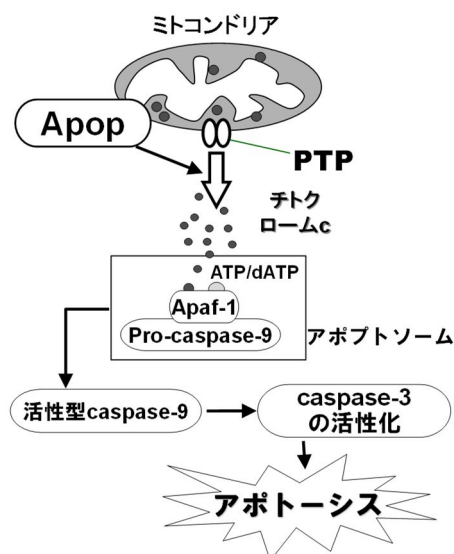 ミトコンドリア
Apop
PTP
チトク
ロームc
ATP/dATP
Apaf-1
Pro-caspase-9
アポプトソーム
活性型caspase-9
caspase-3
の活性化
アポトーシス